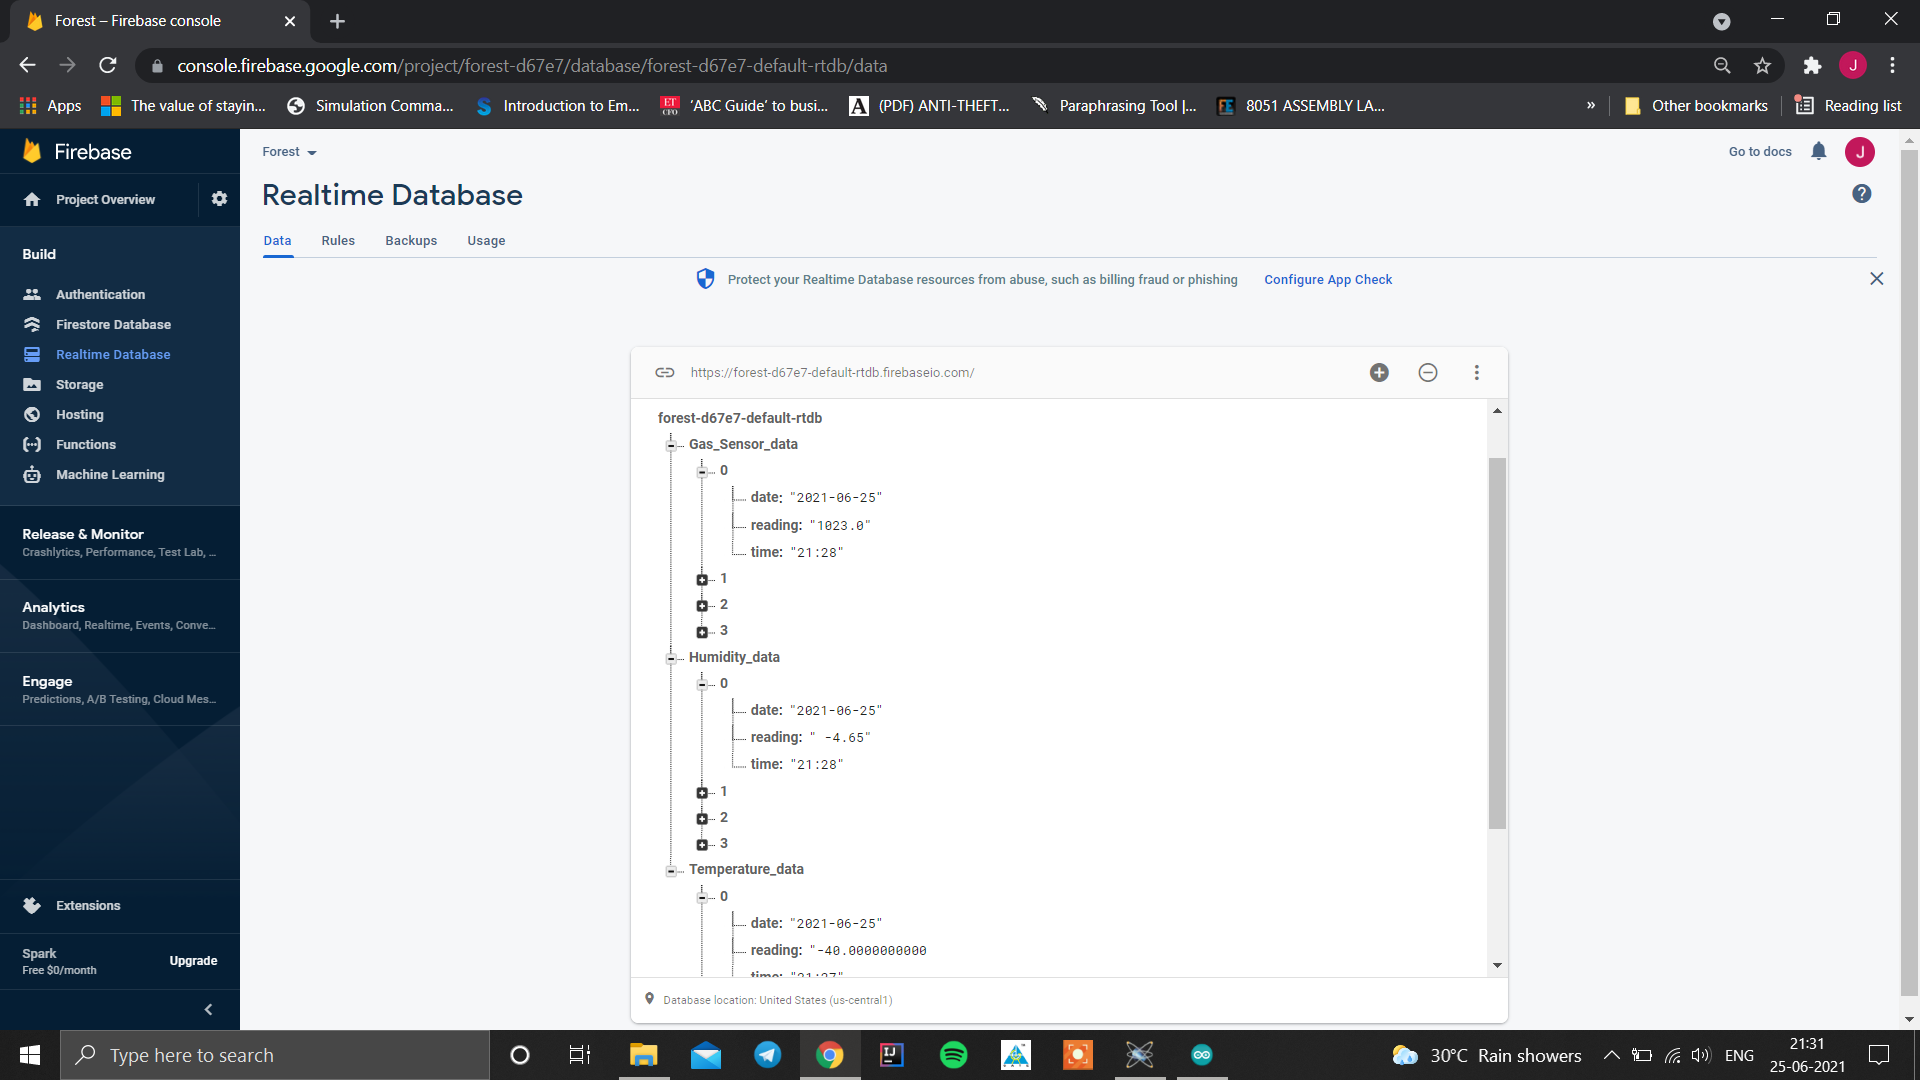 Forest – Firebase console
console.firebase.google.com/project/forest-d67e7/database/forest-d67e7-default-rtdb/data
J
Apps
The value of stayin...
Simulation Comma...
Introduction to Em...
ET CFO
'ABC Guide' to busi...
A
(PDF) ANTI-THEFT...
Paraphrasing Tool |...
8051 ASSEMBLY LA...
»
Other bookmarks
Reading list
Firebase
Forest
Go to docs
J
Project Overview
Realtime Database
Data
Rules
Backups
Usage
Build
Authentication
Firestore Database
Realtime Database
Storage
Hosting
Functions
Machine Learning
Release & Monitor
Crashlytics, Performance, Test Lab, ...
Analytics
Dashboard, Realtime, Events, Conve...
Engage
Predictions, A/B Testing, Cloud Mes...
Extensions
Spark
Free $0/month
Upgrade
Protect your Realtime Database resources from abuse, such as billing fraud or phishing
Configure App Check
https://forest-d67e7-default-rtdb.firebaseio.com/
forest-d67e7-default-rtdb
Gas_Sensor_data
0
date: "2021-06-25"
reading: "1023.0"
time: "21:28"
1
2
3
Humidity_data
0
date: "2021-06-25"
reading: " -4.65"
time: "21:28"
1
2
3
Temperature_data
0
date: "2021-06-25"
reading: "-40.0000000000
time: "21:27"
Database location: United States (us-central1)
Type here to search
30°C Rain showers
ENG
21:31
25-06-2021